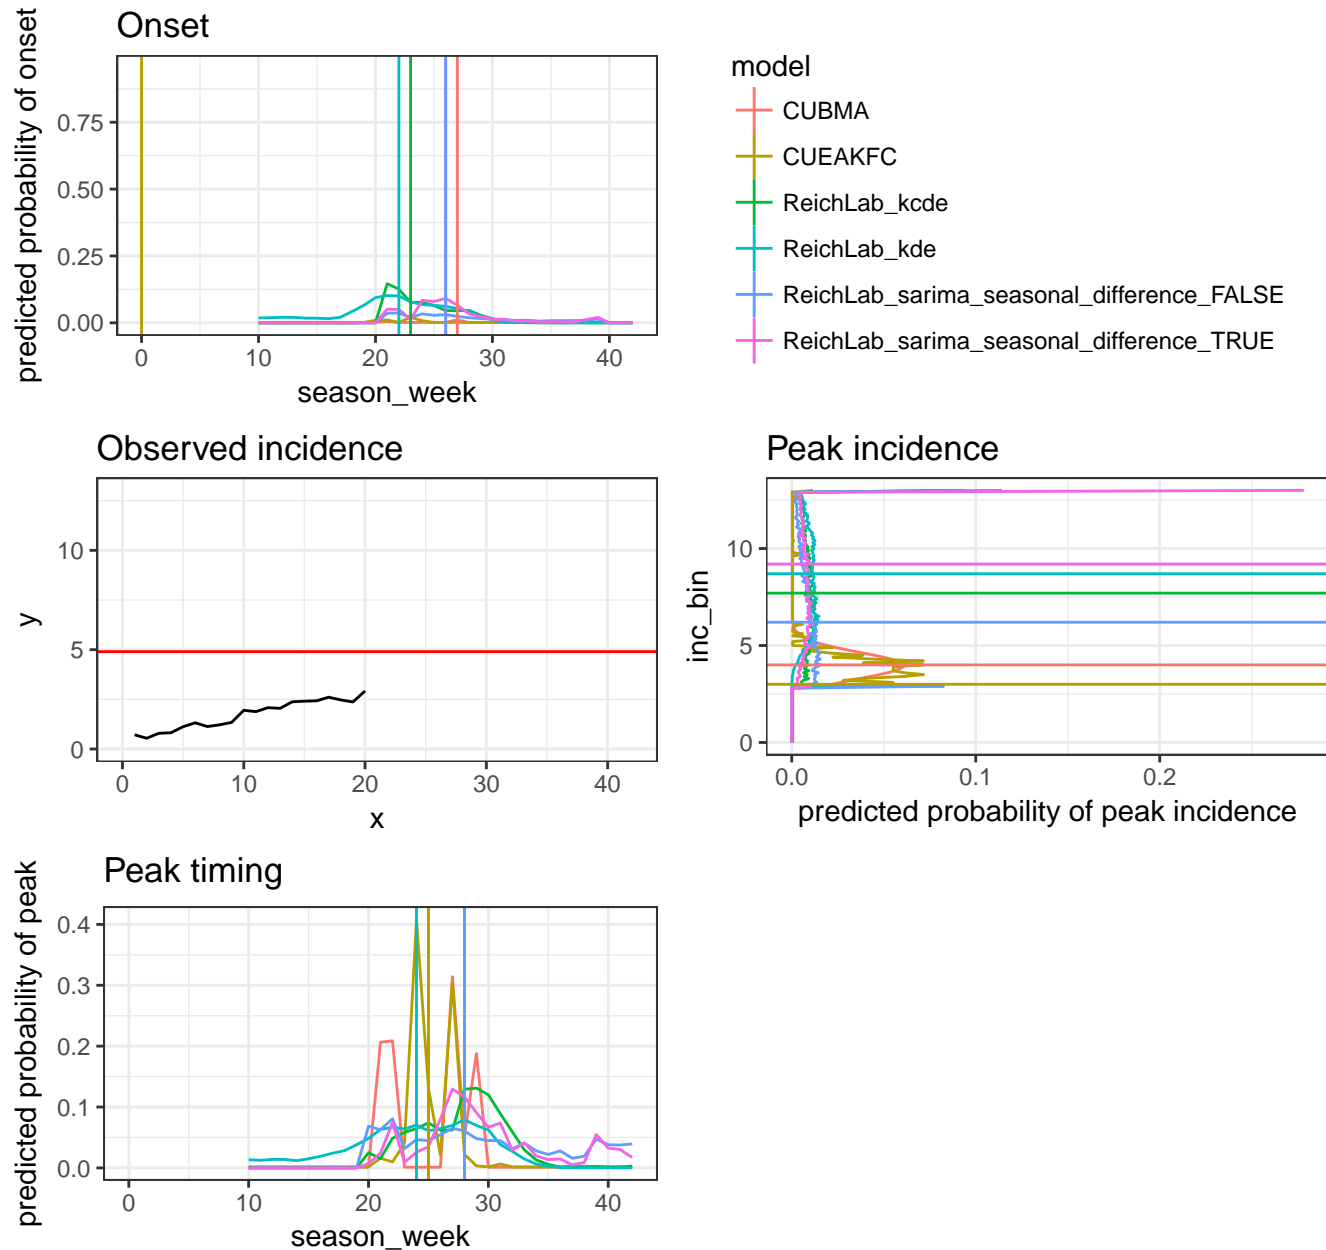 Onset
predicted probability of onset
0.75
0.50
0.25
0.00
0 10 20 30 40
season_week
model
CUBMA
CUEAKFC
ReichLab_kcde
ReichLab_kde
ReichLab_sarima_seasonal_difference_FALSE
ReichLab_sarima_seasonal_difference_TRUE
Observed incidence
y
10
5
0
0 10 20 30 40
x
Peak incidence
inc_bin
10
5
0
0.0 0.1 0.2
predicted probability of peak incidence
Peak timing
predicted probability of peak
0.4
0.3
0.2
0.1
0.0
0 10 20 30 40
season_week